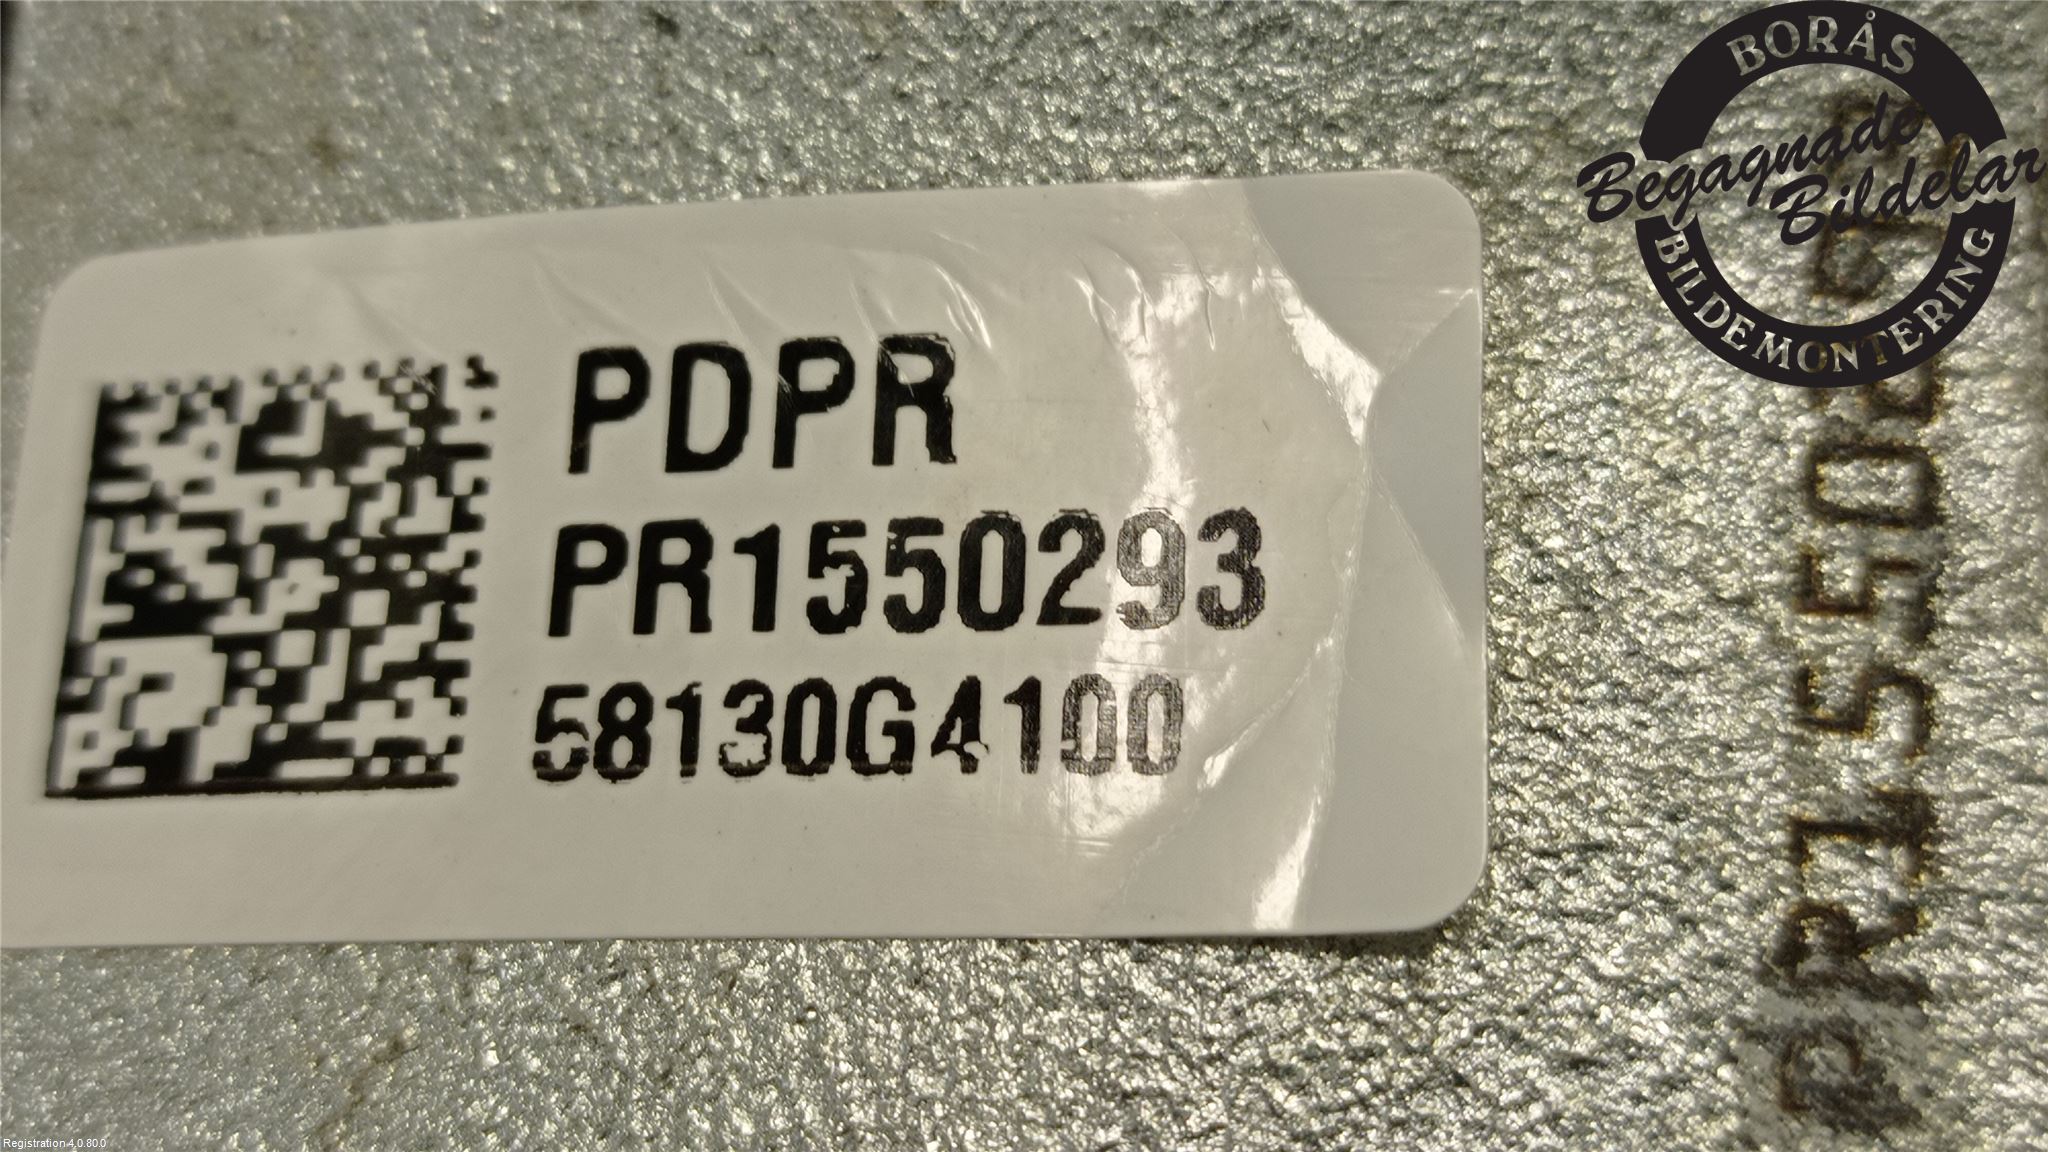 BORÅS
Begagnade
Bildelar
BILDEMONTERING
PDPR
PR1550293
58130G4100
Registration 4.0.80.0